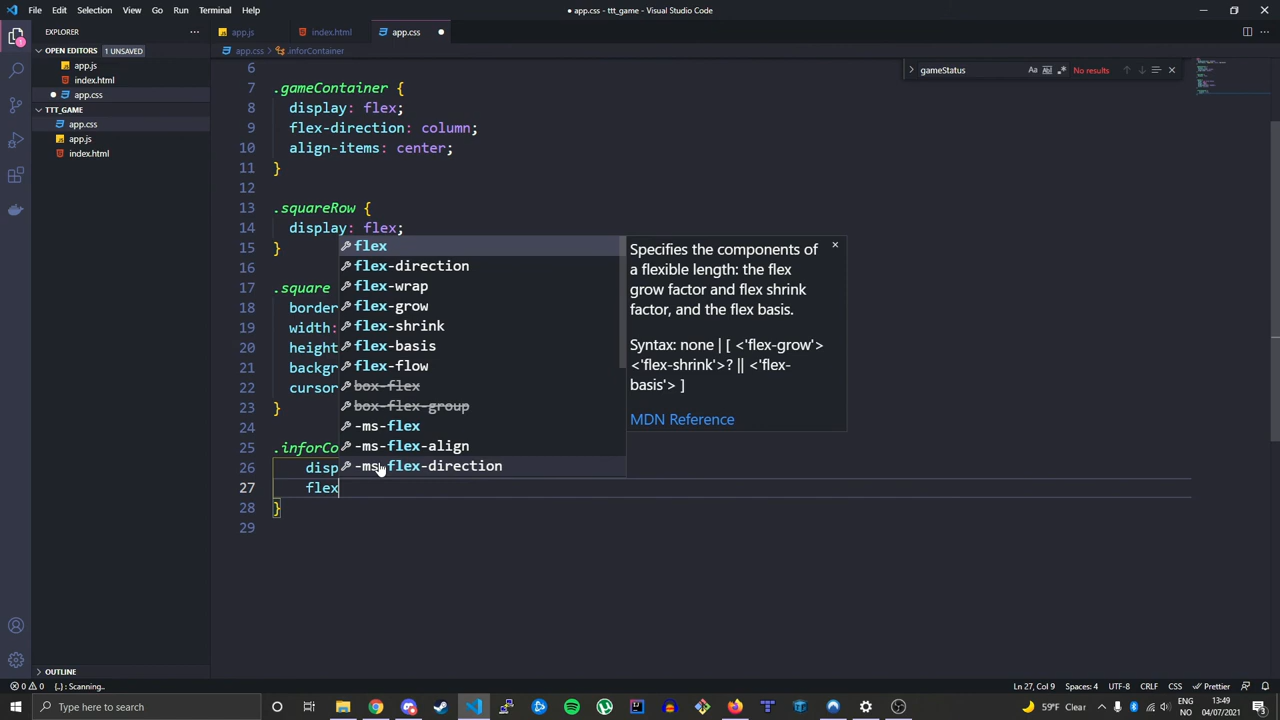 File Edit Selection View Go Run Terminal Help
● app.css - ttt_game - Visual Studio Code
EXPLORER ···
app.js index.html app.css ●
OPEN EDITORS 1 UNSAVED
app.css > .inforContainer
app.js
index.html
● app.css
TTT_GAME
app.css
app.js
index.html
gameStatus Aa No results
6
7 .gameContainer {
8 display: flex;
9 flex-direction: column;
10 align-items: center;
11 }
12
13 .squareRow {
14 display: flex;
15 }
16
17 .square
18 border
19 width:
20 height
21 backgr
22 cursor
23 }
24
25 .inforCo
26 disp
27 flex
28 }
29
flex
flex-direction
flex-wrap
flex-grow
flex-shrink
flex-basis
flex-flow
box-flex
box-flex-group
-ms-flex
-ms-flex-align
-ms-flex-direction
Specifies the components of
a flexible length: the flex
grow factor and flex shrink
factor, and the flex basis.
Syntax: none | [ <'flex-grow'>
<'flex-shrink'>? || <'flex-
basis'> ]
MDN Reference
OUTLINE
0 0 {..} : Scanning..
Ln 27, Col 9 Spaces: 4 UTF-8 CRLF CSS Prettier
Type here to search
59°F Clear
ENG
NO
13:49
04/07/2021